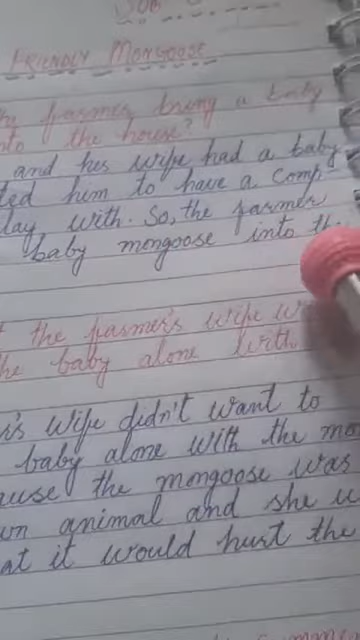 FRIENDLY MONGOOSE
farmer bring a baby
into the house?
and his wife had a baby
him to have a comp-
with. So, the farmer
baby mongoose into the
the farmer's wife
the baby alone with
wife didn't want to
baby alone with the
the mongoose was
animal and she
at it would hurt the